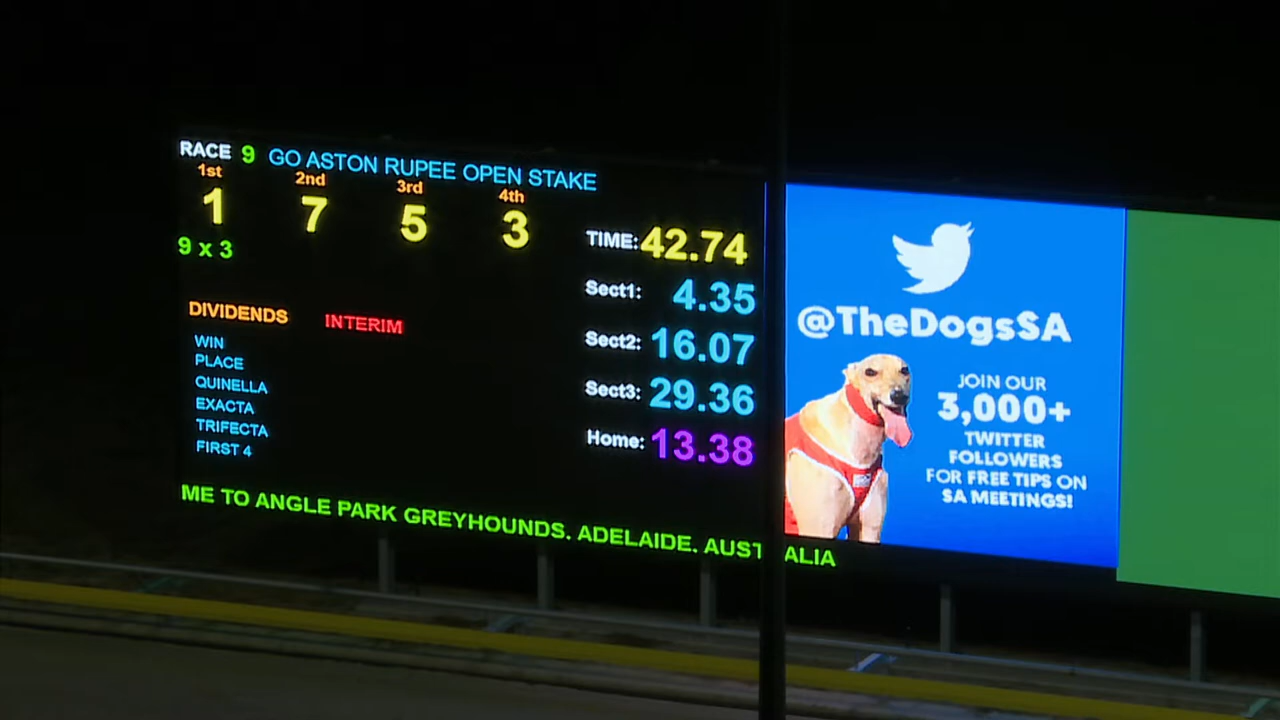 RACE 9 GO ASTON RUPEE OPEN STAKE
1st 2nd 3rd 4th
1 7 5 3
9 x 3
TIME: 42.74
Sect1: 4.35
Sect2: 16.07
Sect3: 29.36
Home: 13.38
DIVIDENDS INTERIM
WIN
PLACE
QUINELLA
EXACTA
TRIFECTA
FIRST 4
ME TO ANGLE PARK GREYHOUNDS. ADELAIDE. AUSTRALIA
@TheDogsSA
JOIN OUR
3,000+
TWITTER
FOLLOWERS
FOR FREE TIPS ON
SA MEETINGS!